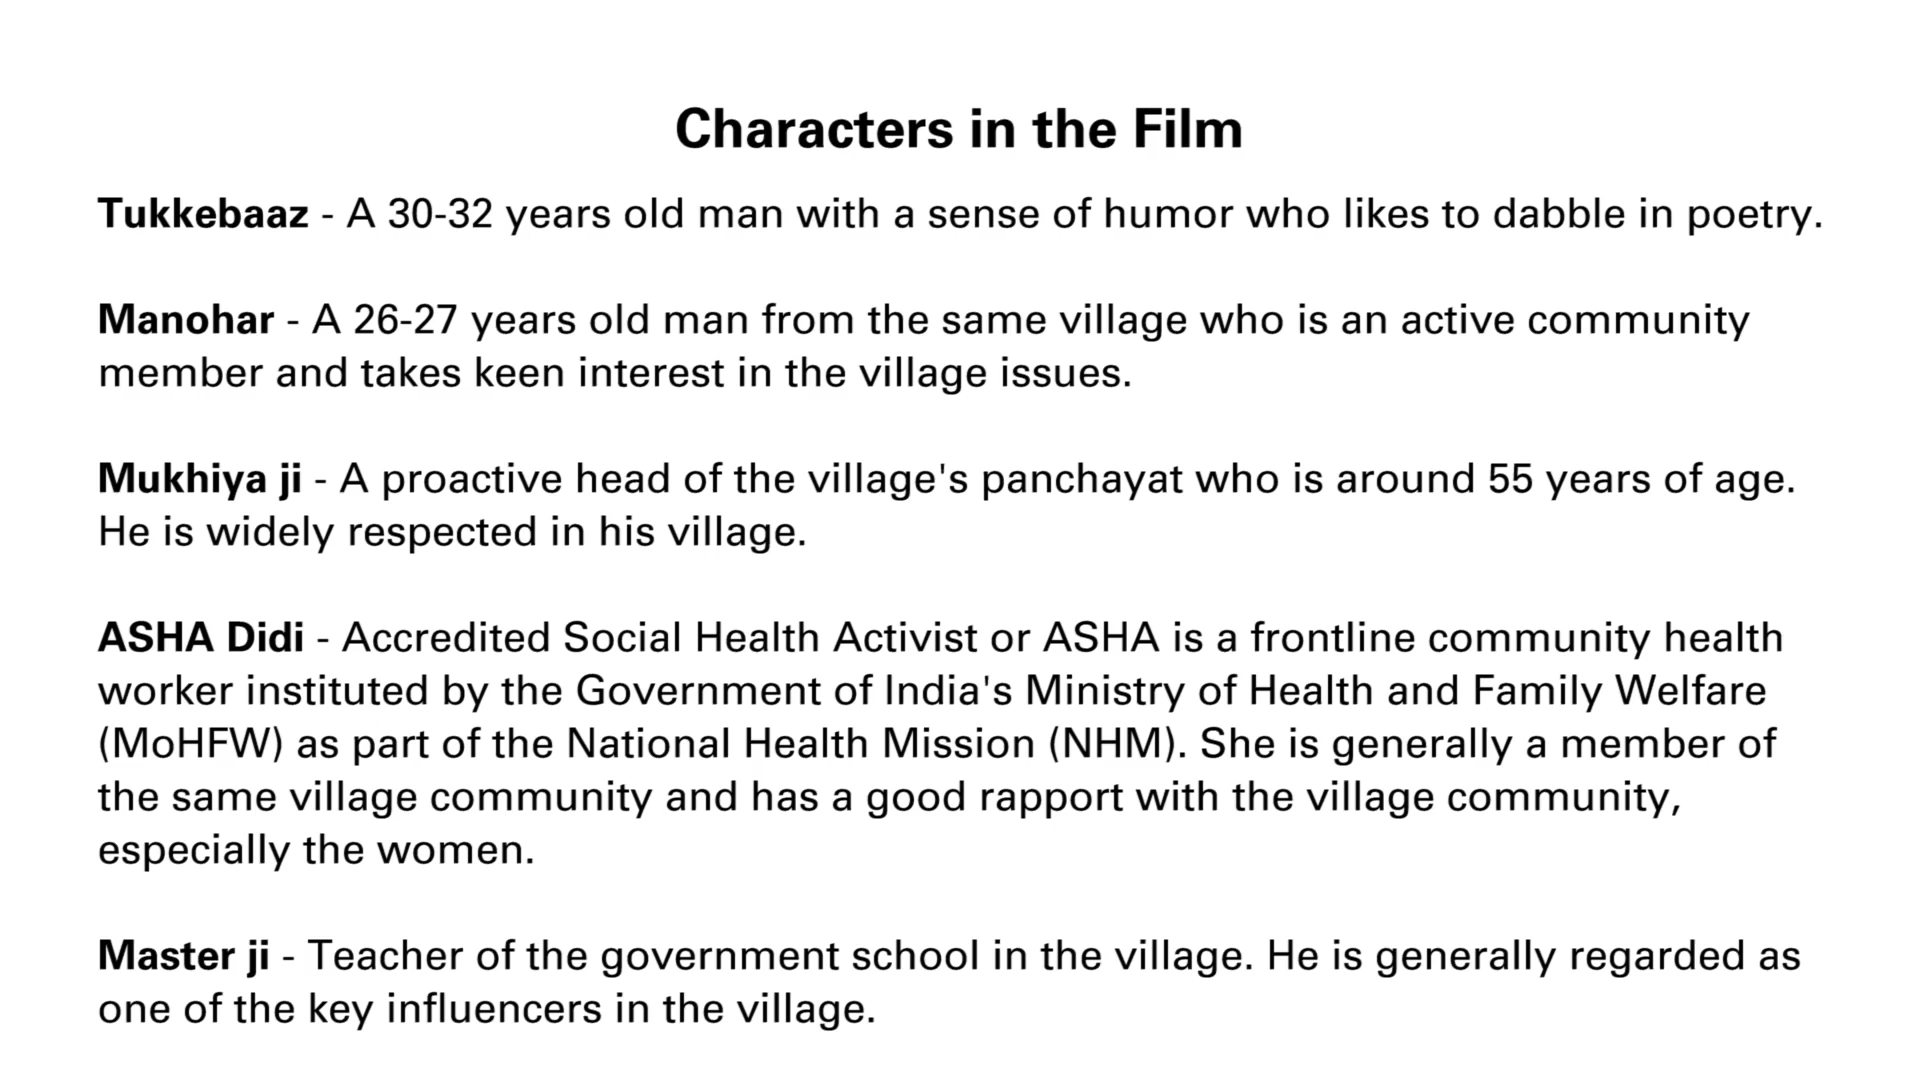 Characters in the Film
Tukkebaaz - A 30-32 years old man with a sense of humor who likes to dabble in poetry.
Manohar - A 26-27 years old man from the same village who is an active community
member and takes keen interest in the village issues.
Mukhiya ji - A proactive head of the village's panchayat who is around 55 years of age.
He is widely respected in his village.
ASHA Didi - Accredited Social Health Activist or ASHA is a frontline community health
worker instituted by the Government of India's Ministry of Health and Family Welfare
(MoHFW) as part of the National Health Mission (NHM). She is generally a member of
the same village community and has a good rapport with the village community,
especially the women.
Master ji - Teacher of the government school in the village. He is generally regarded as
one of the key influencers in the village.